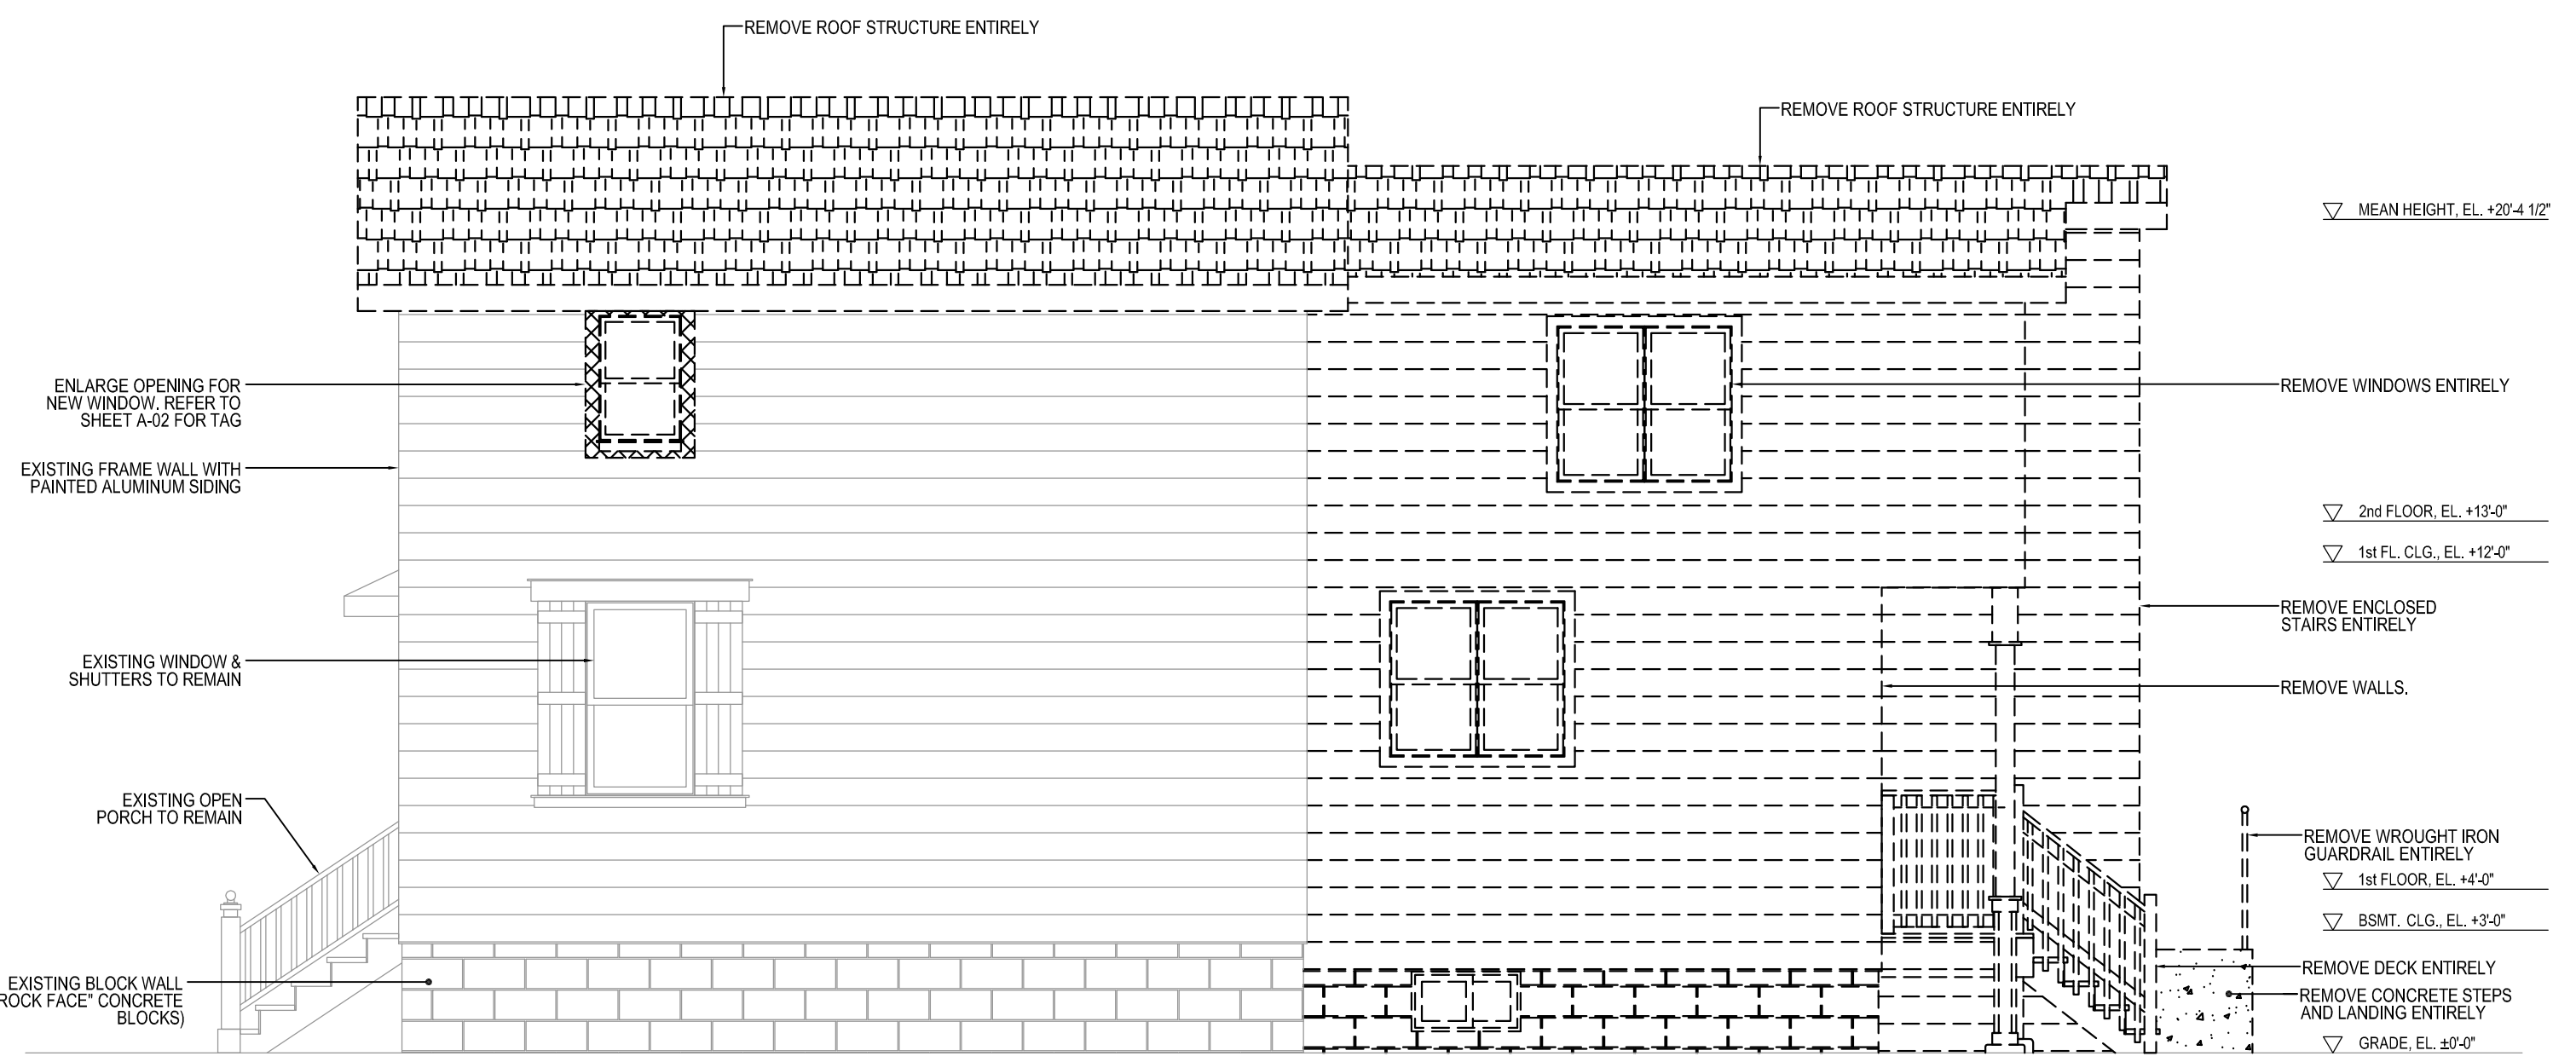 REMOVE ROOF STRUCTURE ENTIRELY
REMOVE ROOF STRUCTURE ENTIRELY
MEAN HEIGHT, EL. +20'-4 1/2"
ENLARGE OPENING FOR
NEW WINDOW. REFER TO
SHEET A-02 FOR TAG
REMOVE WINDOWS ENTIRELY
EXISTING FRAME WALL WITH
PAINTED ALUMINUM SIDING
2nd FLOOR, EL. +13'-0"
1st FL. CLG., EL. +12'-0"
REMOVE ENCLOSED
STAIRS ENTIRELY
EXISTING WINDOW &
SHUTTERS TO REMAIN
REMOVE WALLS.
EXISTING OPEN
PORCH TO REMAIN
REMOVE WROUGHT IRON
GUARDRAIL ENTIRELY
1st FLOOR, EL. +4'-0"
BSMT. CLG., EL. +3'-0"
REMOVE DECK ENTIRELY
EXISTING BLOCK WALL
ROCK FACE" CONCRETE
BLOCKS)
REMOVE CONCRETE STEPS
AND LANDING ENTIRELY
GRADE, EL. ±0'-0"